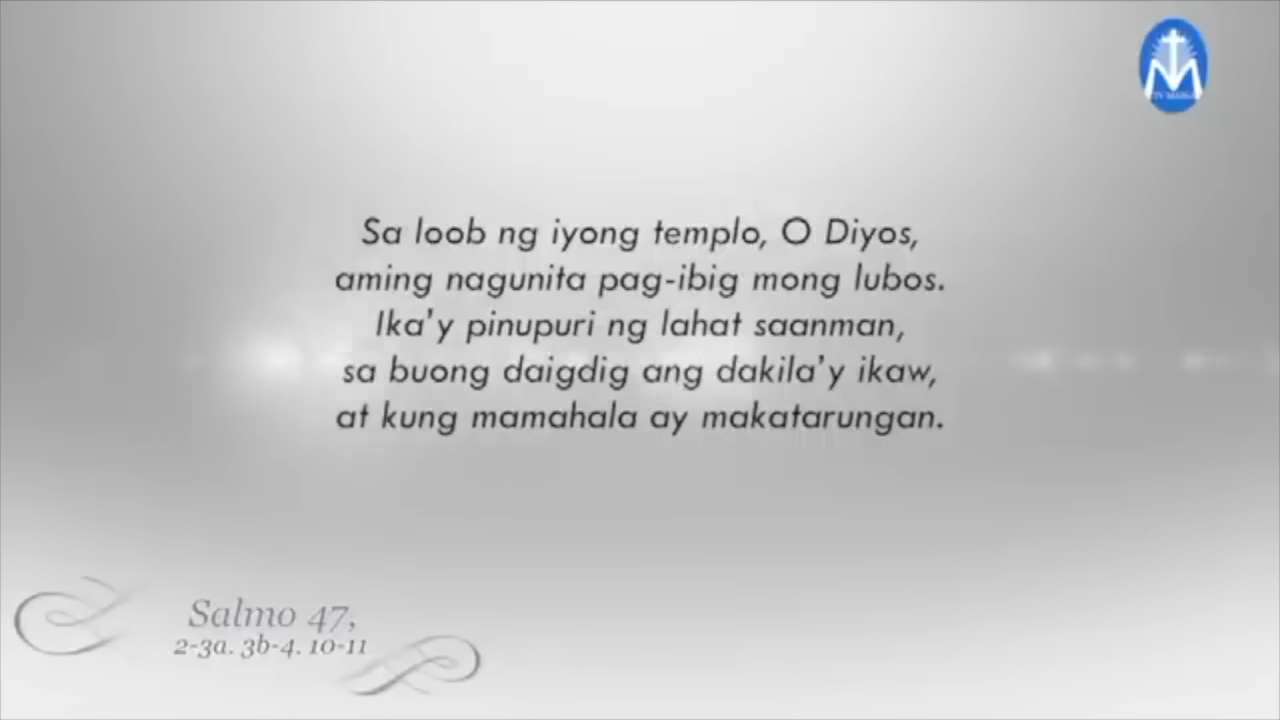 Sa loob ng iyong templo, O Diyos,
aming nagunita pag-ibig mong lubos.
Ika'y pinupuri ng lahat saanman,
sa buong daigdig ang dakila'y ikaw,
at kung mamahala ay makatarungan.
Salmo 47,
2-3a. 3b-4. 10-11